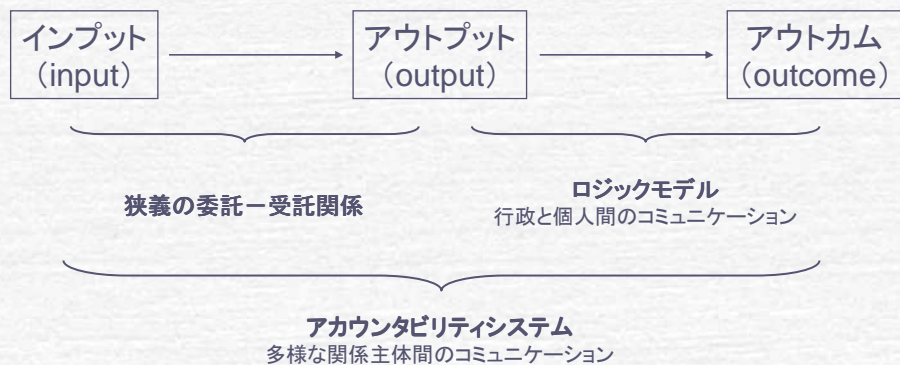 インプット
（input）
アウトプット
（output）
アウトカム
（outcome）
狭義の委託－受託関係
ロジックモデル
行政と個人間のコミュニケーション
アカウンタビリティシステム
多様な関係主体間のコミュニケーション